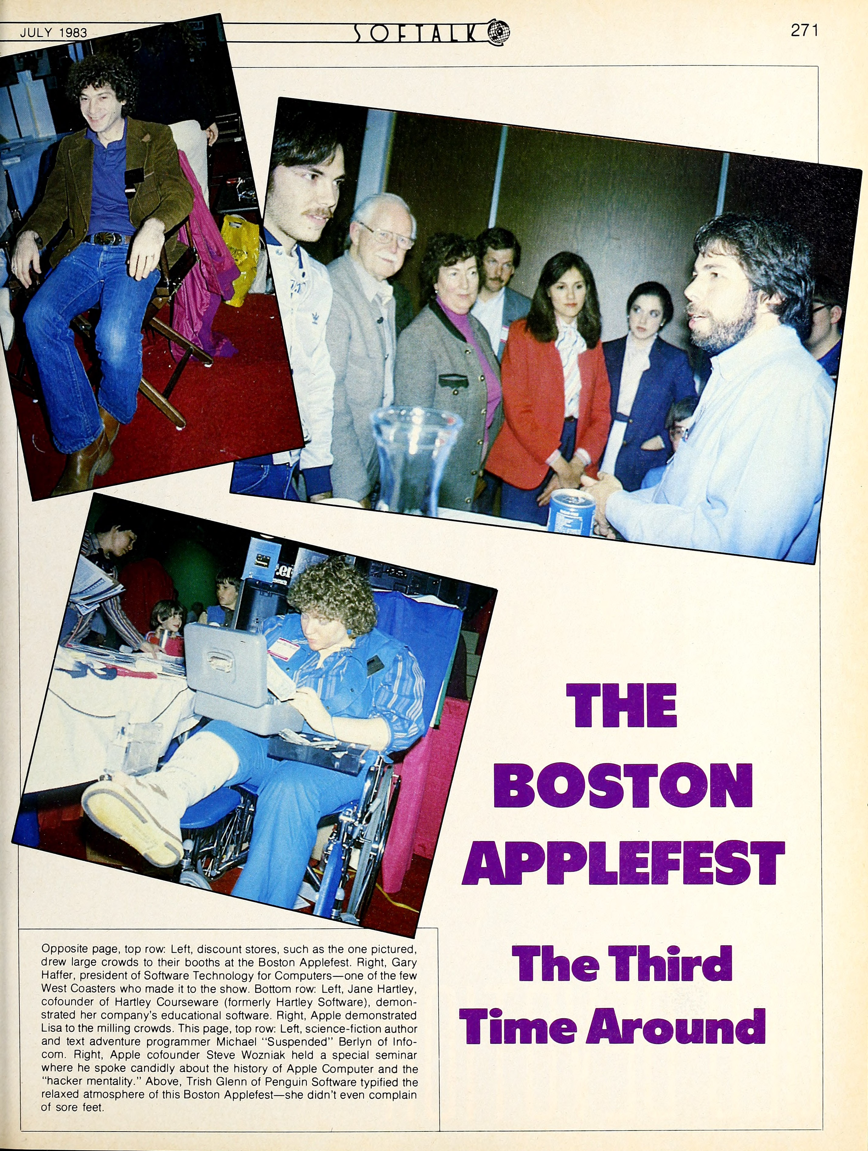 JULY 1983
SOFTALK
271
THE
BOSTON
APPLEFEST
The Third
Time Around
Opposite page, top row: Left, discount stores, such as the one pictured,
drew large crowds to their booths at the Boston Applefest. Right, Gary
Haffer, president of Software Technology for Computers—one of the few
West Coasters who made it to the show. Bottom row: Left, Jane Hartley,
cofounder of Hartley Courseware (formerly Hartley Software), demon-
strated her company's educational software. Right, Apple demonstrated
Lisa to the milling crowds. This page, top row: Left, science-fiction author
and text adventure programmer Michael "Suspended" Berlyn of Info-
com. Right, Apple cofounder Steve Wozniak held a special seminar
where he spoke candidly about the history of Apple Computer and the
"hacker mentality." Above, Trish Glenn of Penguin Software typified the
relaxed atmosphere of this Boston Applefest—she didn't even complain
of sore feet.